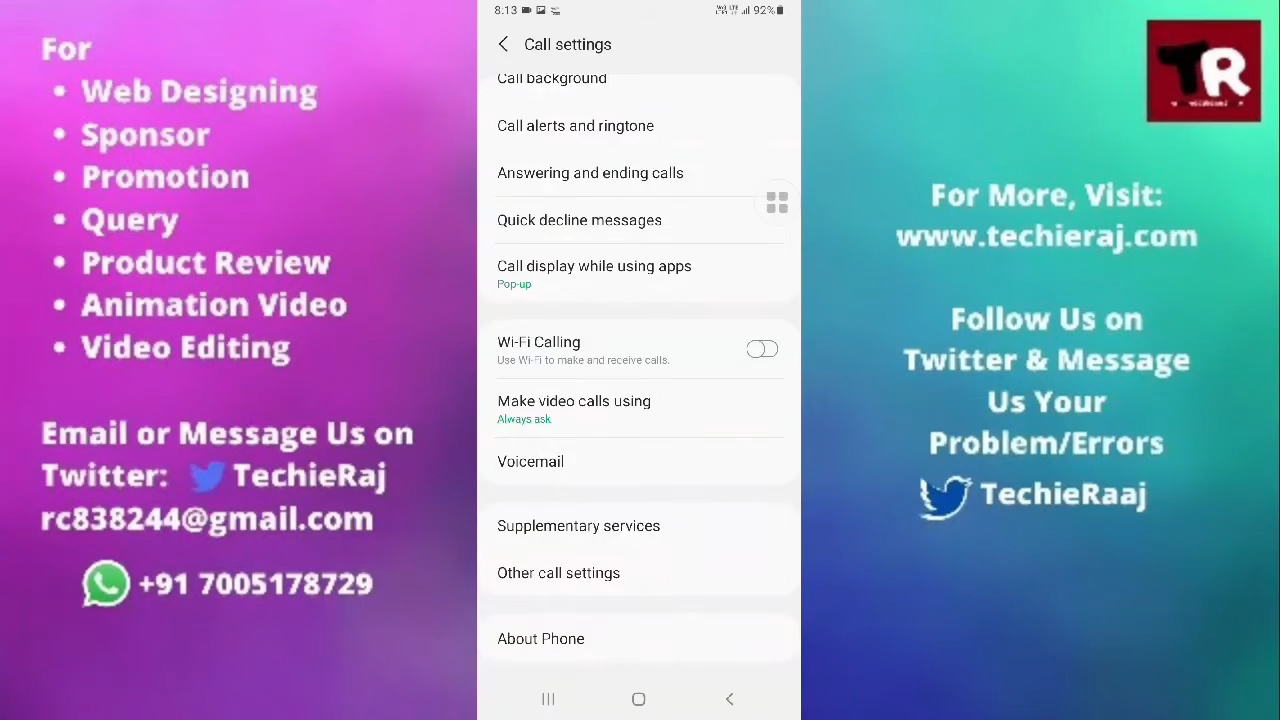 For
• Web Designing
• Sponsor
• Promotion
• Query
• Product Review
• Animation Video
• Video Editing
Email or Message Us on
Twitter: TechieRaj
rc838244@gmail.com
+91 7005178729
8:13
92%
Call settings
Call background
Call alerts and ringtone
Answering and ending calls
Quick decline messages
Call display while using apps
Pop-up
Wi-Fi Calling
Use Wi-Fi to make and receive calls.
Make video calls using
Always ask
Voicemail
Supplementary services
Other call settings
About Phone
TR
For More, Visit:
www.techieraj.com
Follow Us on
Twitter & Message
Us Your
Problem/Errors
TechieRaaj